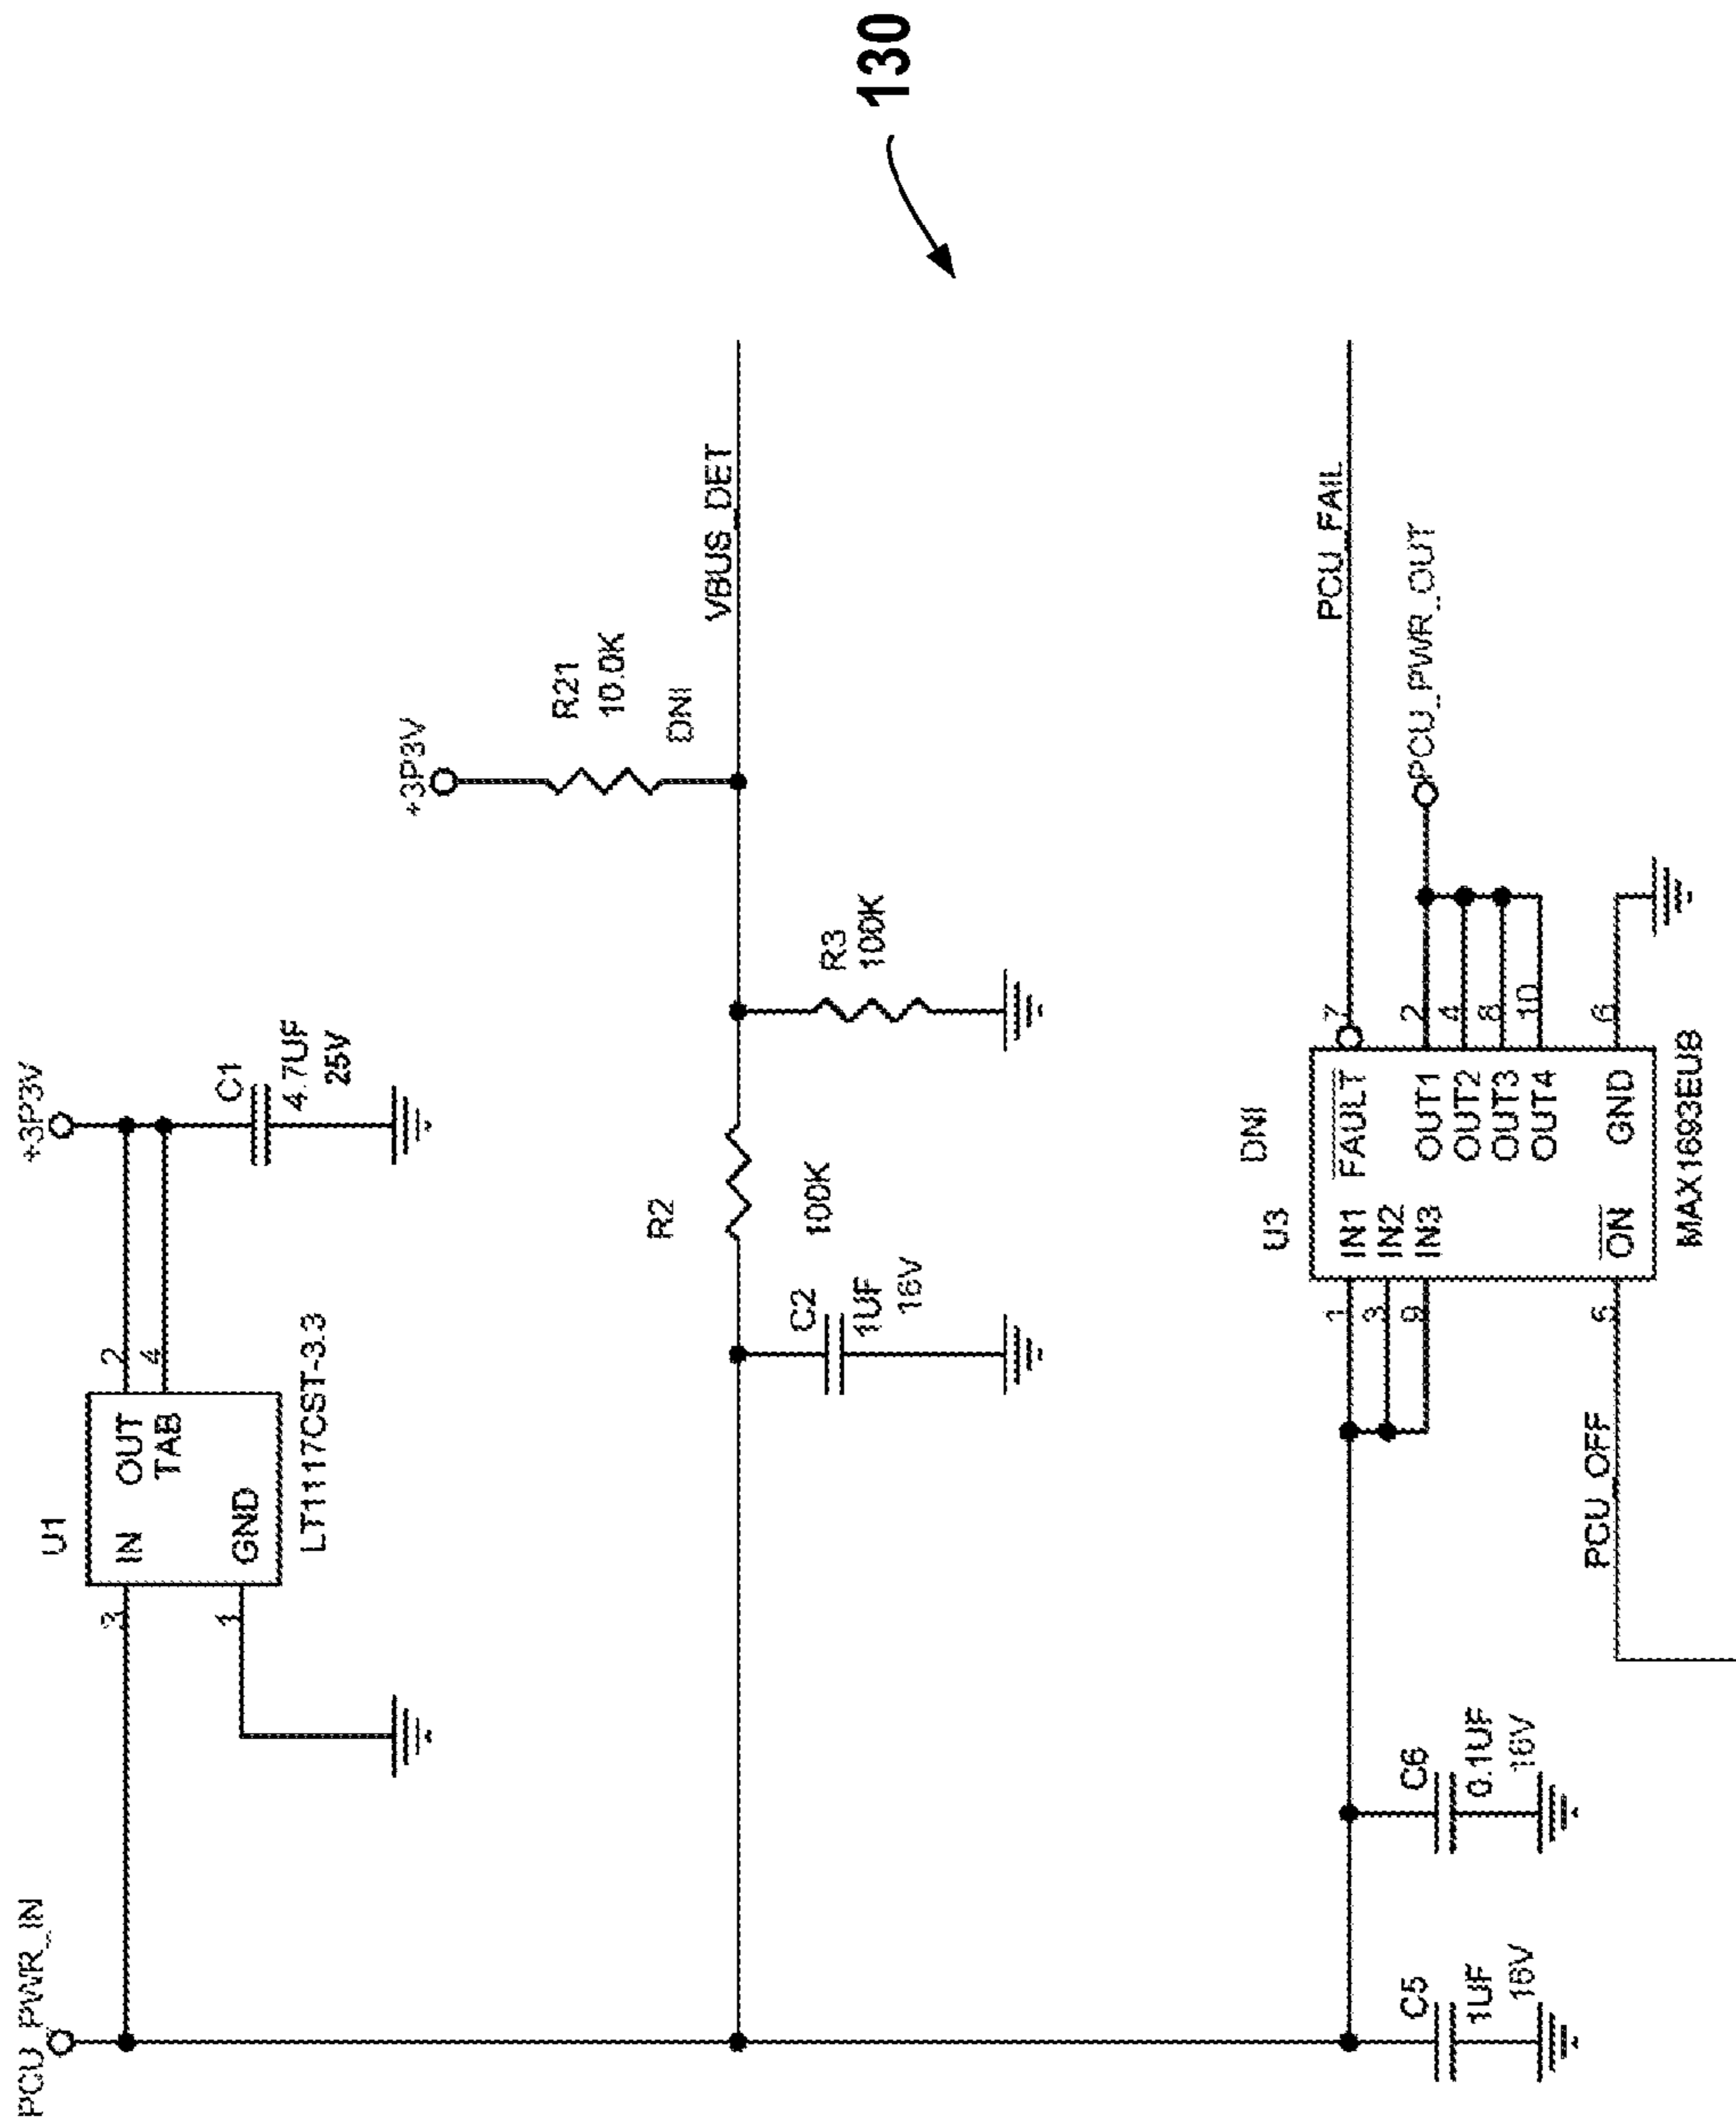 PCU_PWR_IN
U1
3
IN
OUT
2
TAB
4
1
GND
LT1117CST-3.3
+3P3V
C1
4.7UF
25V
+3P3V
R21
10.0K
DNI
VBUS_DET
R2
100K
R3
100K
C2
1UF
16V
U3
DNI
1
IN1
FAULT
7
PCU_FAIL
3
IN2
9
IN3
OUT1
2
PCU_PWR_OUT
OUT2
4
OUT3
8
OUT4
10
5
ON
GND
6
MAX1693EUB
PCU_OFF
C5
1UF
16V
C6
0.1UF
16V
130